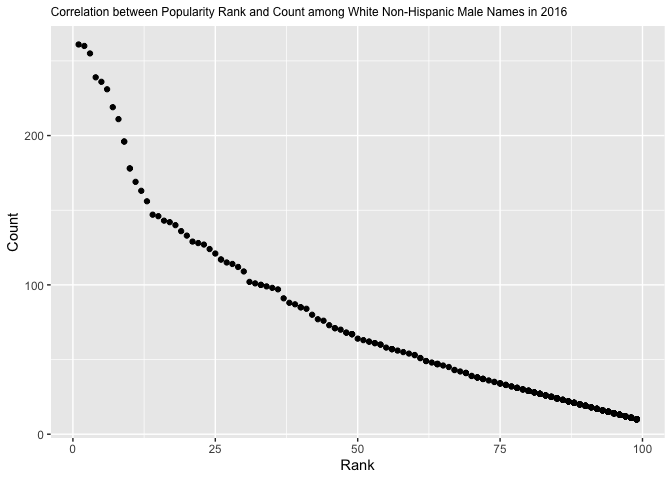 Correlation between Popularity Rank and Count among White Non-Hispanic Male Names in 2016
Count
200
100
0
0 25 50 75 100
Rank